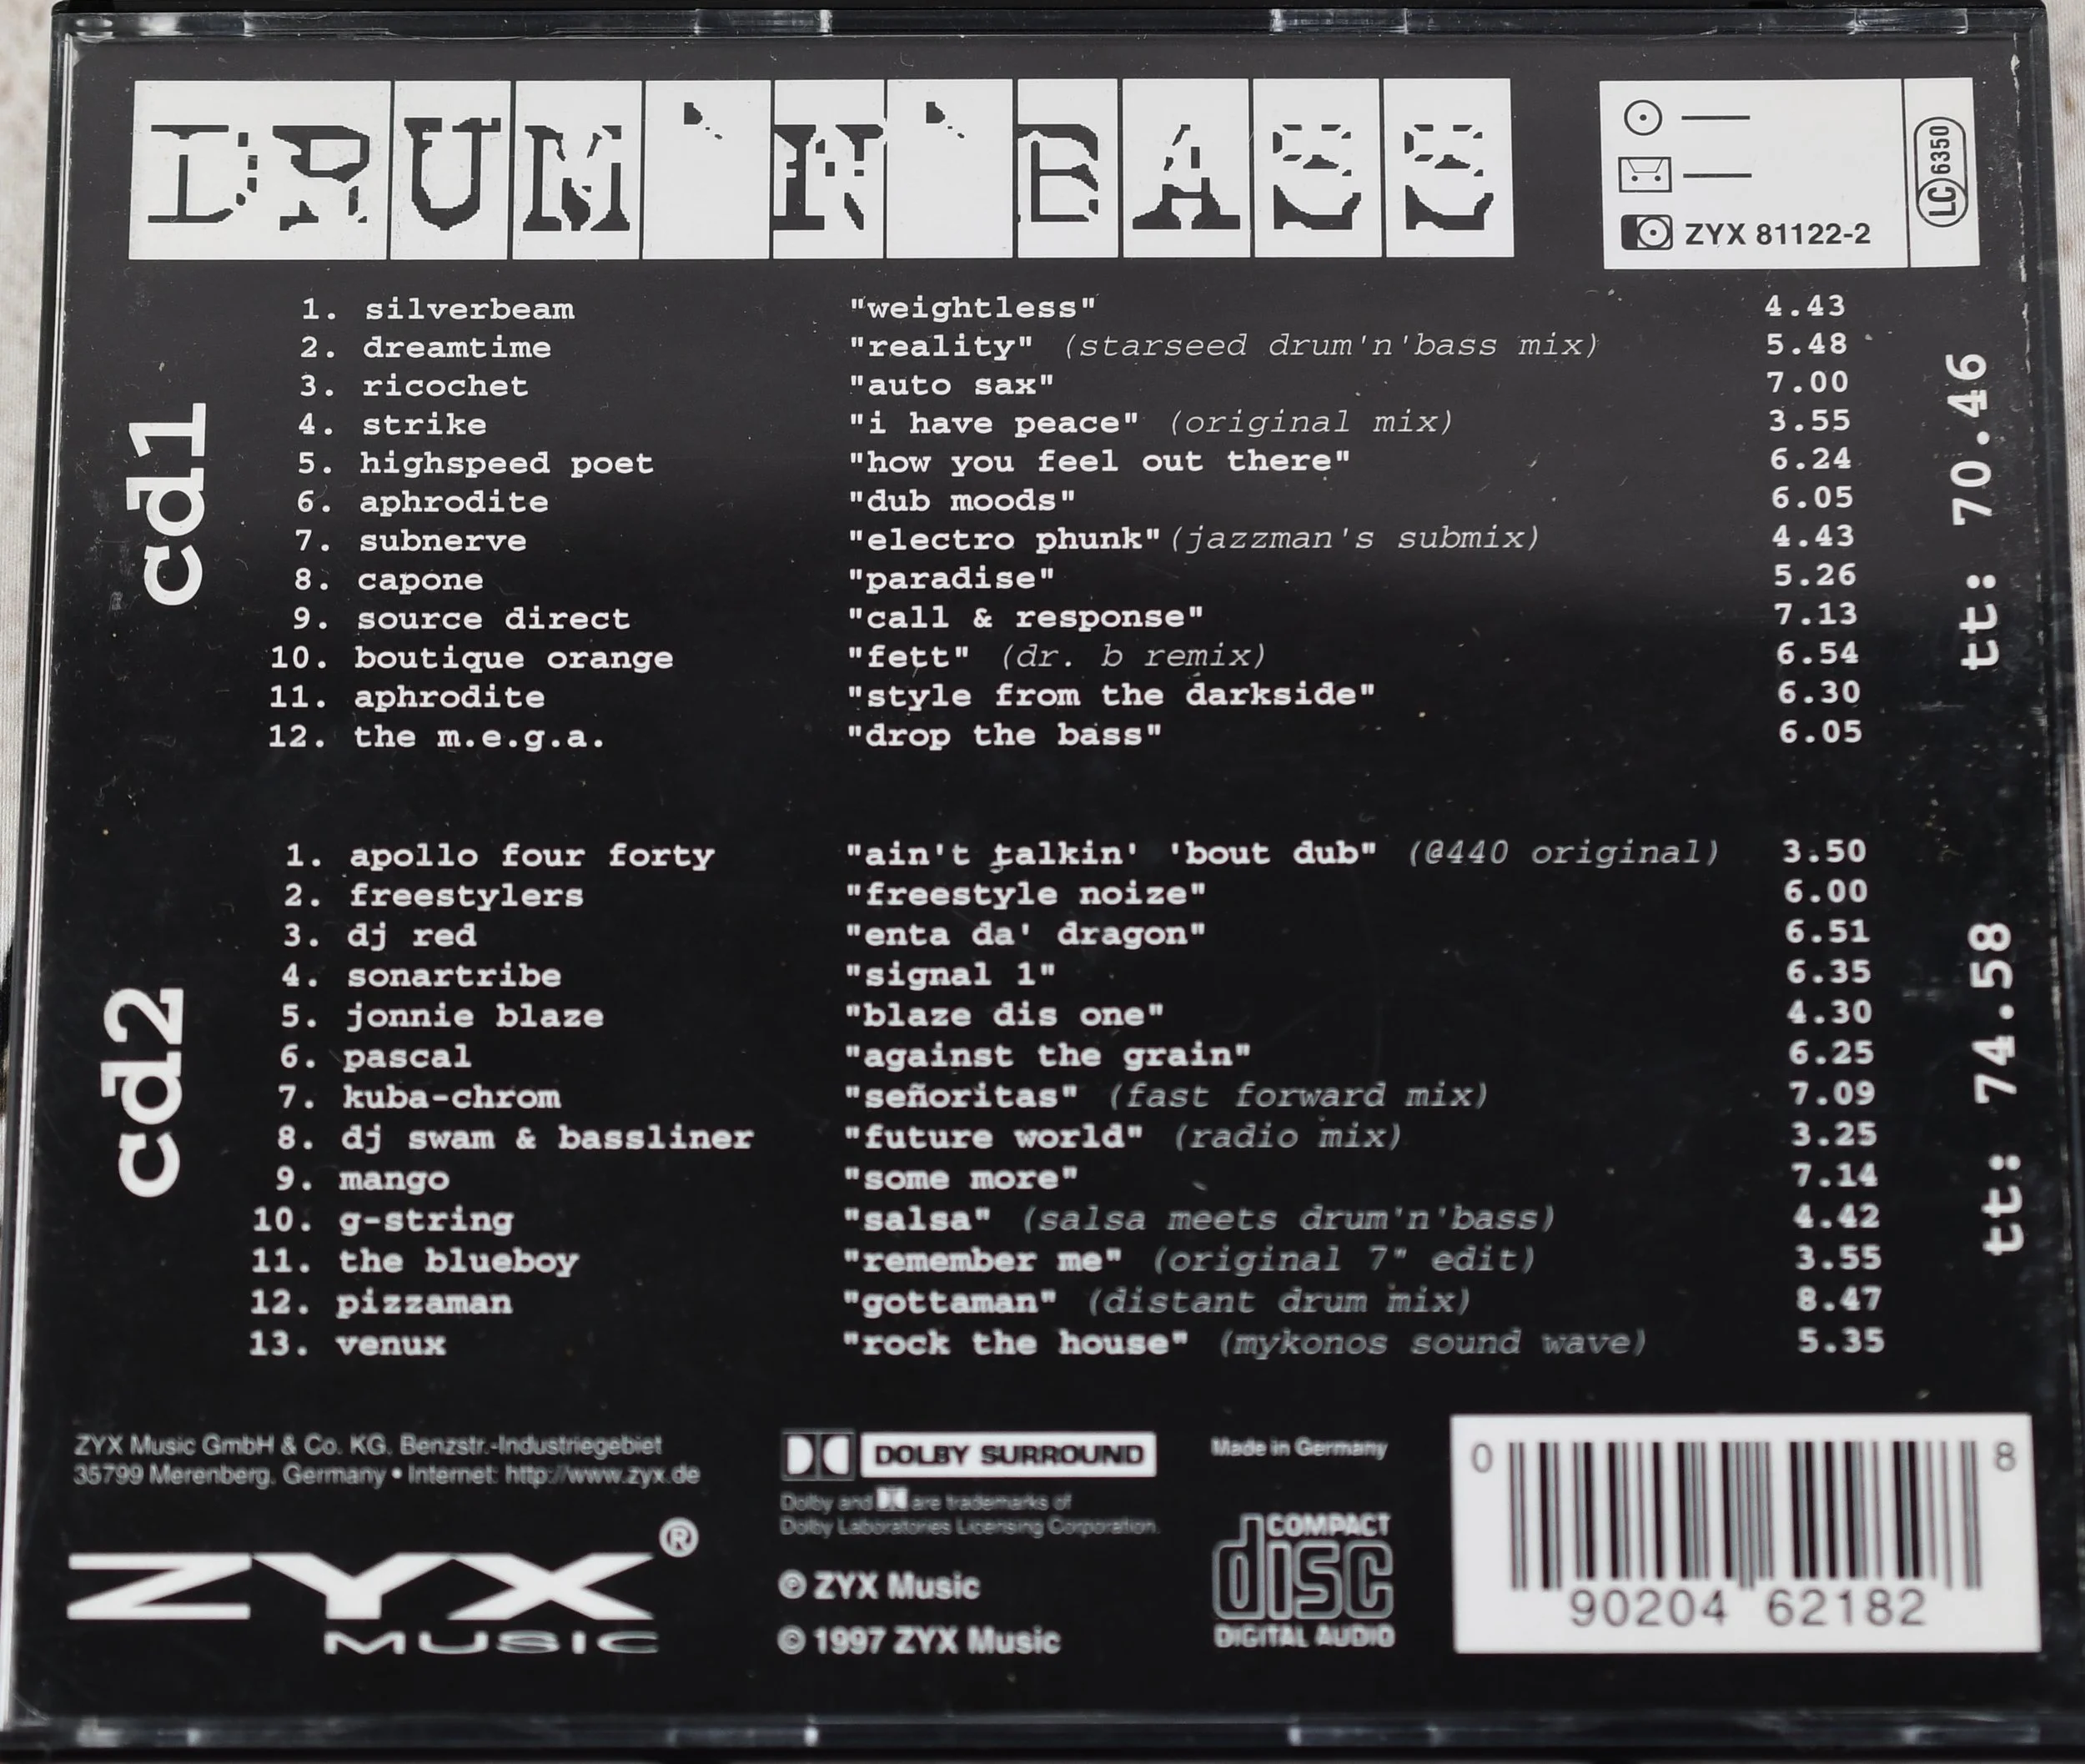 DRUM`N`BASS
ZYX 81122-2
LC 6350
cd1
1. silverbeam "weightless" 4.43
2. dreamtime "reality" (starseed drum'n'bass mix) 5.48
3. ricochet "auto sax" 7.00
4. strike "i have peace" (original mix) 3.55
5. highspeed poet "how you feel out there" 6.24
6. aphrodite "dub moods" 6.05
7. subnerve "electro phunk" (jazzman's submix) 4.43
8. capone "paradise" 5.26
9. source direct "call & response" 7.13
10. boutique orange "fett" (dr. b remix) 6.54
11. aphrodite "style from the darkside" 6.30
12. the m.e.g.a. "drop the bass" 6.05
tt: 70.46
cd2
1. apollo four forty "ain't talkin' 'bout dub" (@440 original) 3.50
2. freestylers "freestyle noize" 6.00
3. dj red "enta da' dragon" 6.51
4. sonartribe "signal 1" 6.35
5. jonnie blaze "blaze dis one" 4.30
6. pascal "against the grain" 6.25
7. kuba-chrom "señoritas" (fast forward mix) 7.09
8. dj swam & bassliner "future world" (radio mix) 3.25
9. mango "some more" 7.14
10. g-string "salsa" (salsa meets drum'n'bass) 4.42
11. the blueboy "remember me" (original 7" edit) 3.55
12. pizzaman "gottaman" (distant drum mix) 8.47
13. venux "rock the house" (mykonos sound wave) 5.35
tt: 74.58
ZYX Music GmbH & Co. KG, Benzstr.-Industriegebiet
35799 Merenberg, Germany • Internet: http://www.zyx.de
ZYX®
MUSIC
DOLBY SURROUND
Dolby and are trademarks of
Dolby Laboratories Licensing Corporation.
℗ ZYX Music
© 1997 ZYX Music
Made in Germany
COMPACT
disc
DIGITAL AUDIO
0 90204 62182 8